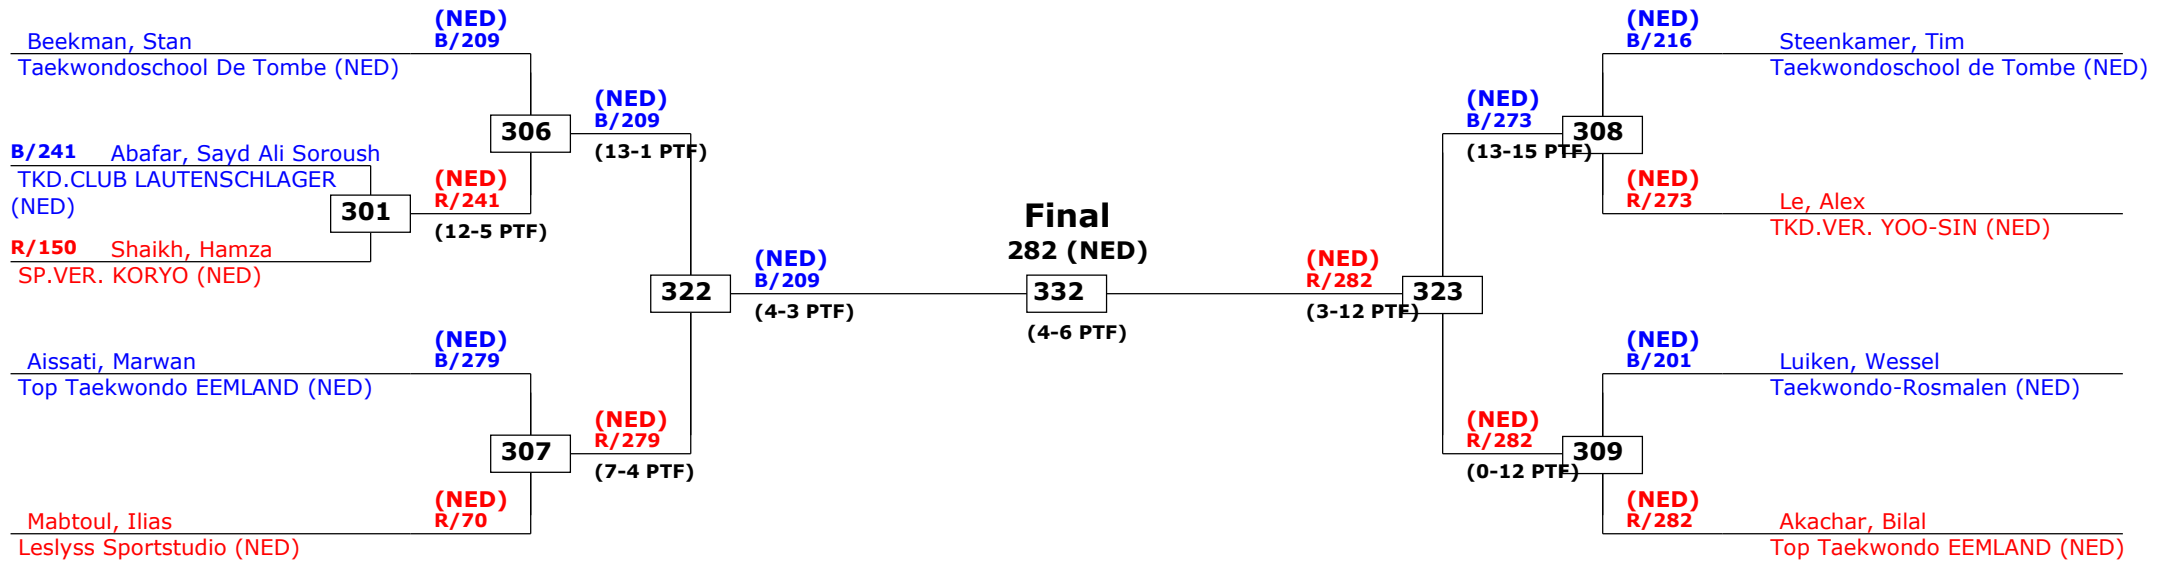 (NED)
B/209
Beekman, Stan
Taekwondoschool De Tombe (NED)
B/241 Abafar, Sayd Ali Soroush
TKD.CLUB LAUTENSCHLAGER
(NED)
R/150 Shaikh, Hamza
SP.VER. KORYO (NED)
301
(NED)
R/241
(12-5 PTF)
306
(NED)
B/209
(13-1 PTF)
(NED)
B/279
Aissati, Marwan
Top Taekwondo EEMLAND (NED)
307
(NED)
R/279
(7-4 PTF)
(NED)
R/70
Mabtoul, Ilias
Leslyss Sportstudio (NED)
322
(NED)
B/209
(4-3 PTF)
Final
282 (NED)
332
(4-6 PTF)
(NED)
R/282
(3-12 PTF)
323
(NED)
B/273
(13-15 PTF)
308
(NED)
B/216
Steenkamer, Tim
Taekwondoschool de Tombe (NED)
(NED)
R/273
Le, Alex
TKD.VER. YOO-SIN (NED)
(NED)
B/201
Luiken, Wessel
Taekwondo-Rosmalen (NED)
(NED)
R/282
(0-12 PTF)
309
(NED)
R/282
Akachar, Bilal
Top Taekwondo EEMLAND (NED)